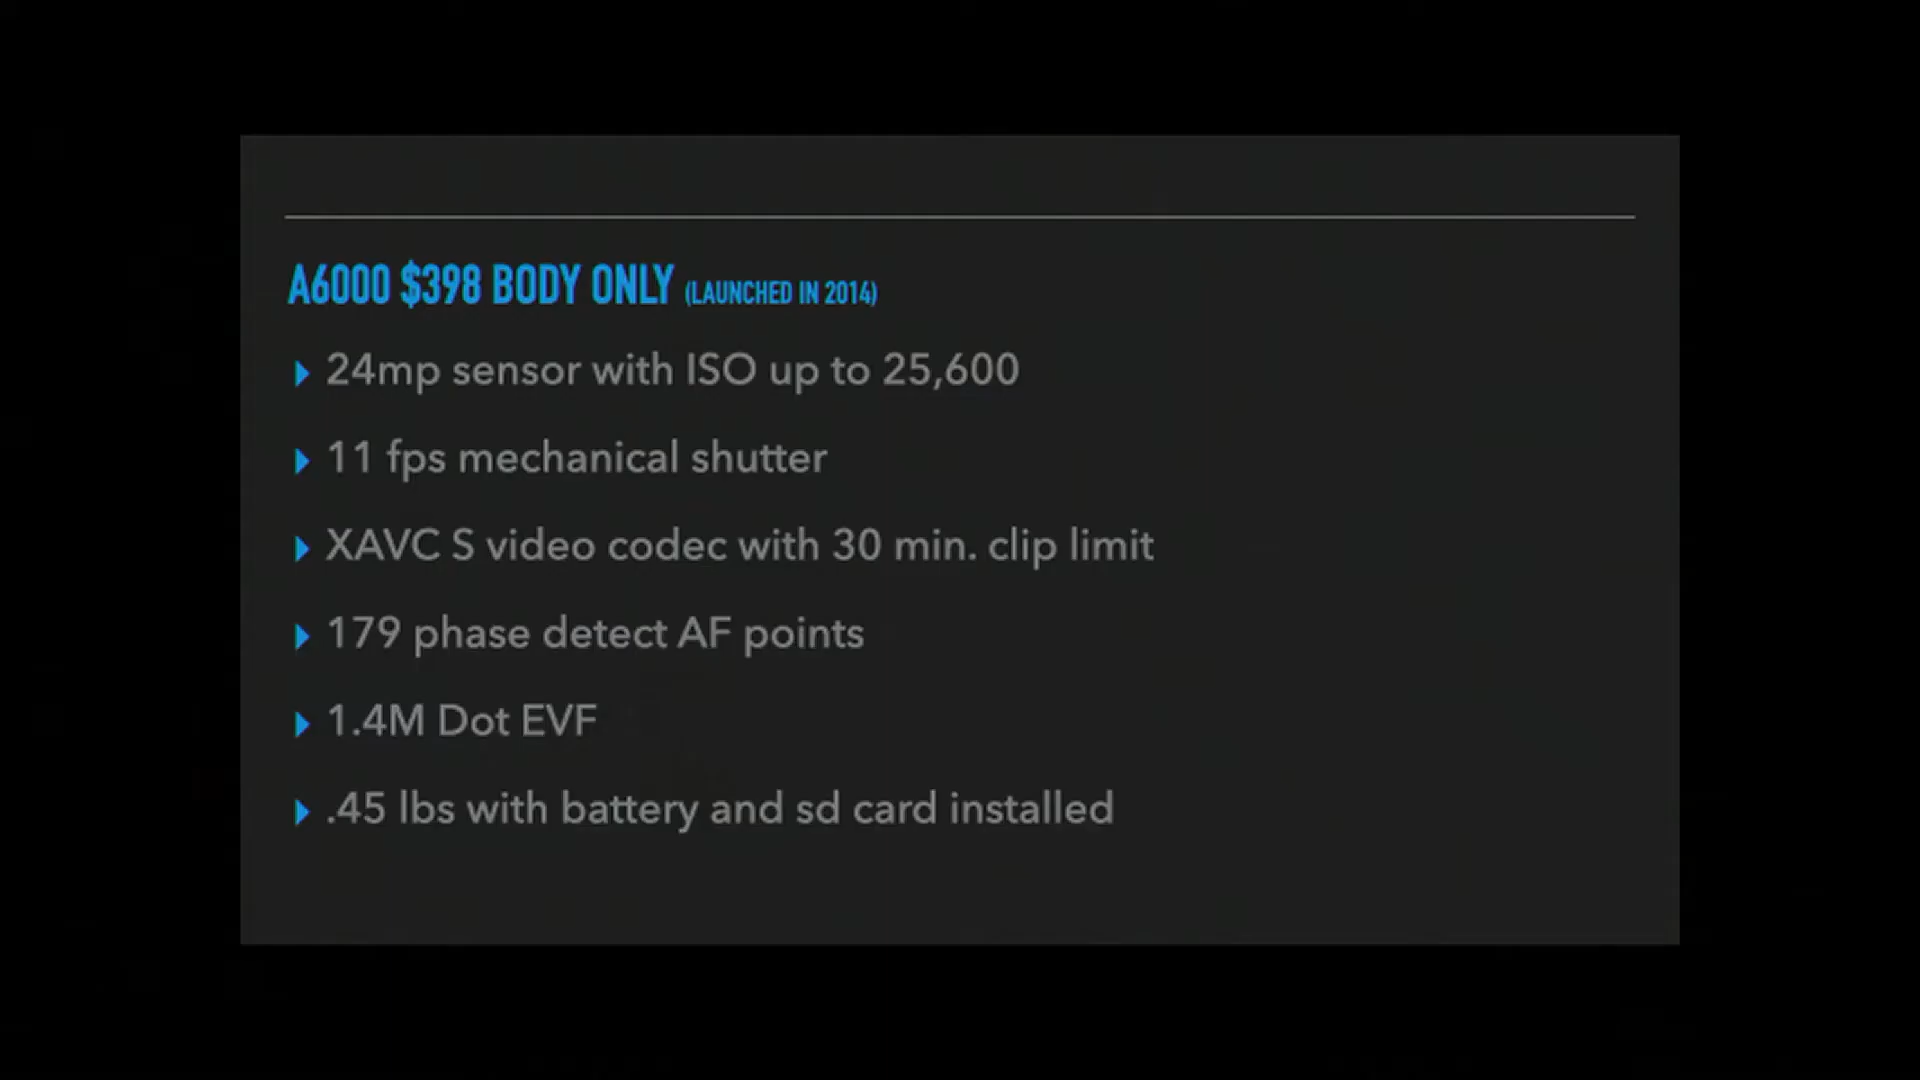 A6000 $398 BODY ONLY (LAUNCHED IN 2014)
24mp sensor with ISO up to 25,600
11 fps mechanical shutter
XAVC S video codec with 30 min. clip limit
179 phase detect AF points
1.4M Dot EVF
.45 lbs with battery and sd card installed